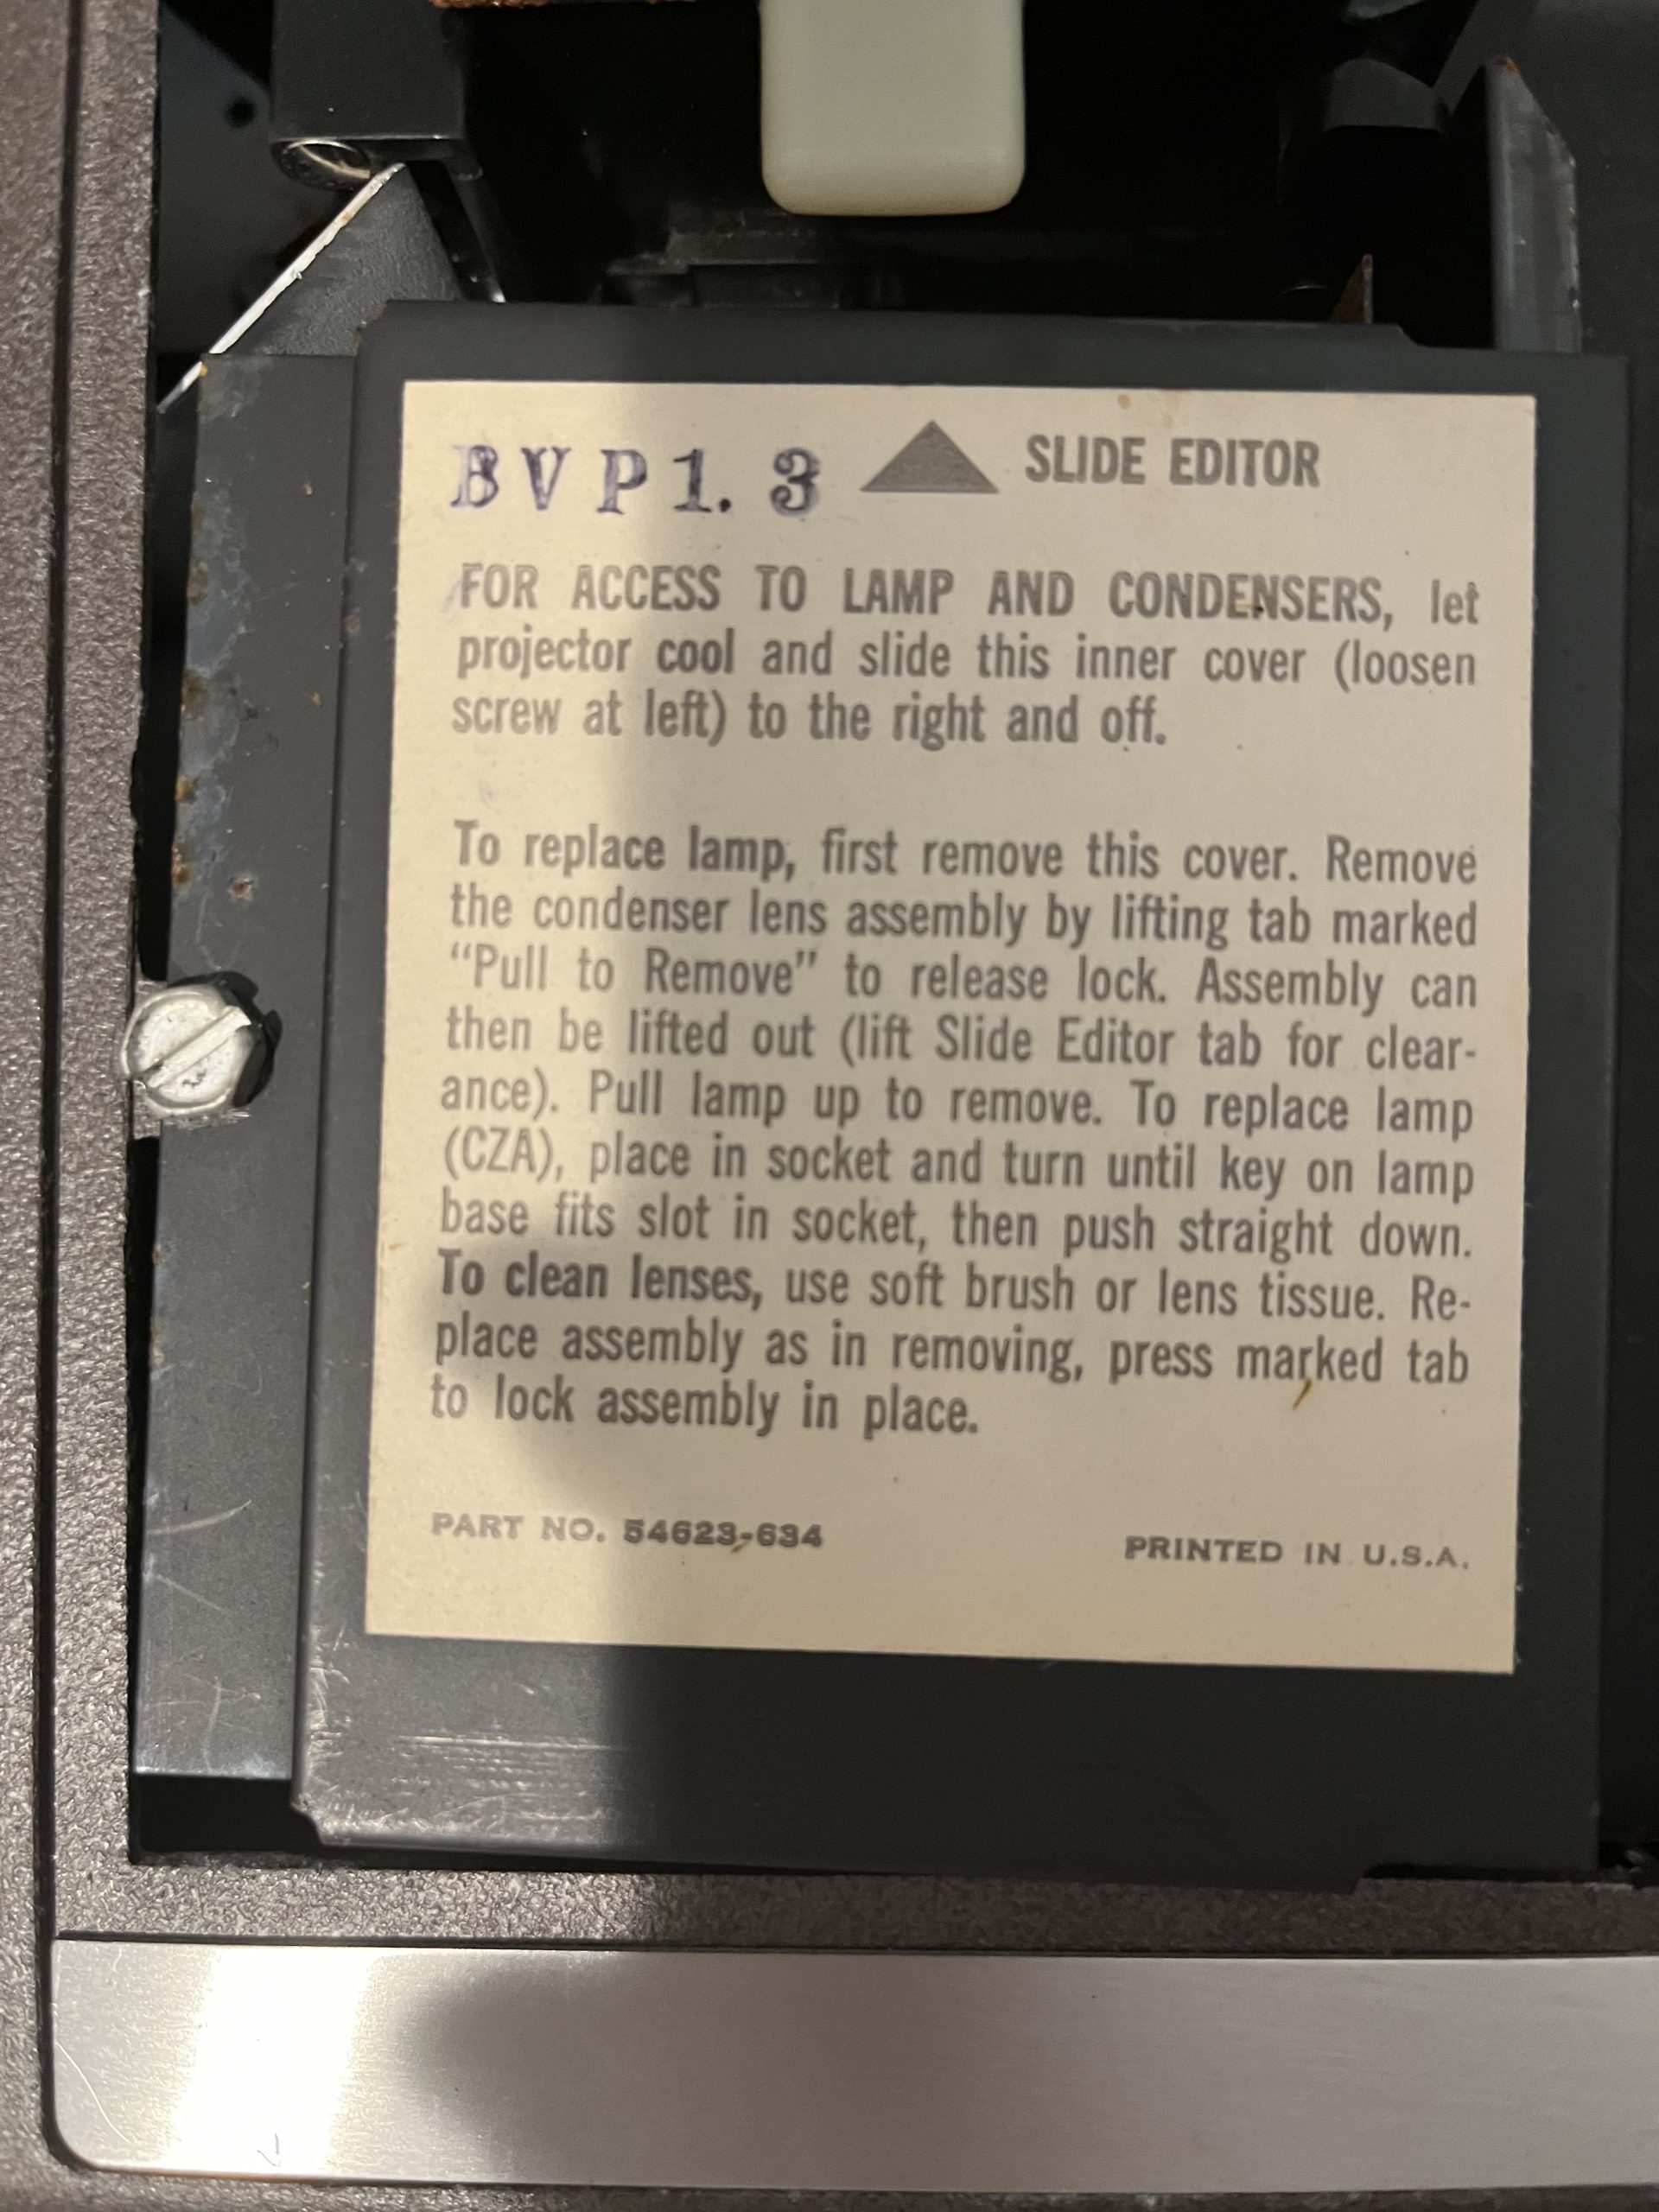 BVP1.3 ▲ SLIDE EDITOR
FOR ACCESS TO LAMP AND CONDENSERS, let
projector cool and slide this inner cover (loosen
screw at left) to the right and off.
To replace lamp, first remove this cover. Remove
the condenser lens assembly by lifting tab marked
“Pull to Remove” to release lock. Assembly can
then be lifted out (lift Slide Editor tab for clear-
ance). Pull lamp up to remove. To replace lamp
(CZA), place in socket and turn until key on lamp
base fits slot in socket, then push straight down.
To clean lenses, use soft brush or lens tissue. Re-
place assembly as in removing, press marked tab
to lock assembly in place.
PART NO. 54623-634 PRINTED IN U.S.A.